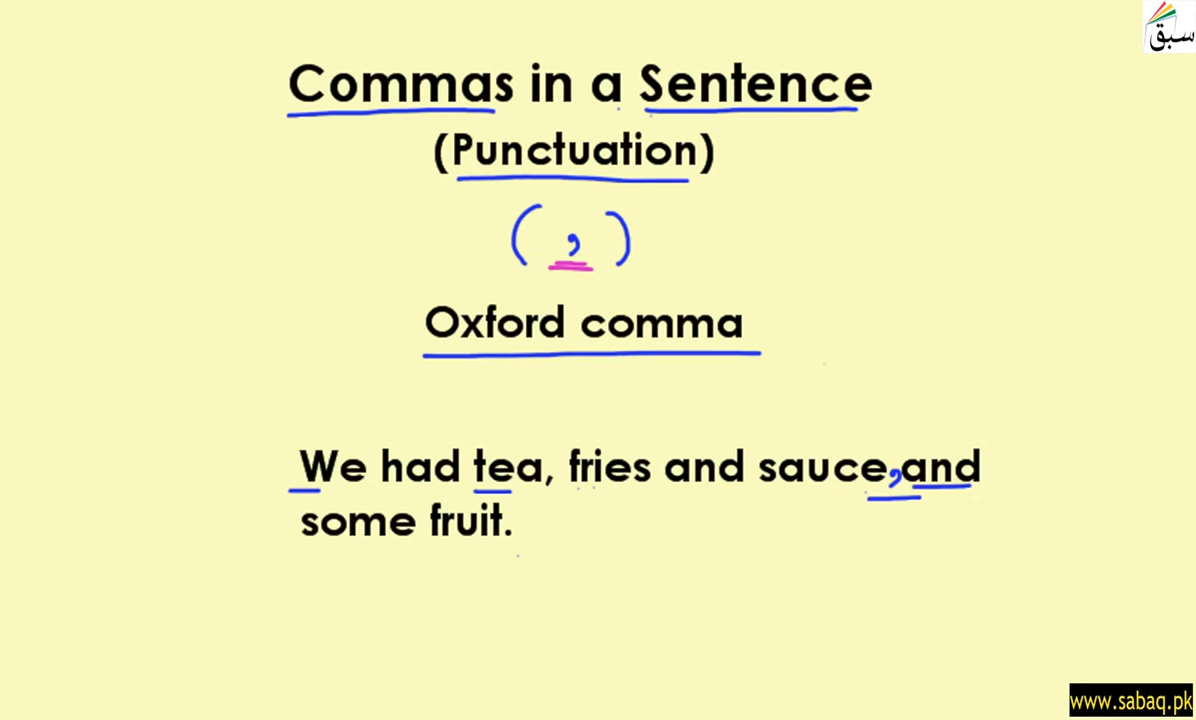 سبق
Commas in a Sentence
(Punctuation)
( , )
Oxford comma
We had tea, fries and sauce, and
some fruit.
www.sabaq.pk